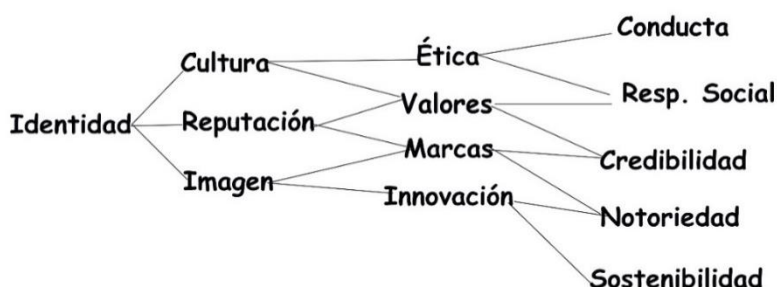 Identidad
Cultura
Reputación
Imagen
Ética
Valores
Marcas
Innovación
Conducta
Resp. Social
Credibilidad
Notoriedad
Sostenibilidad